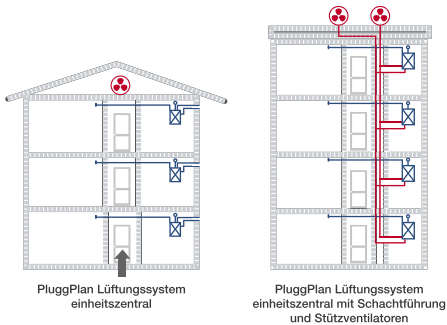 PluggPlan Lüftungssystem
einheitszentral
PluggPlan Lüftungssystem
einheitszentral mit Schachtführung
und Stützventilatoren